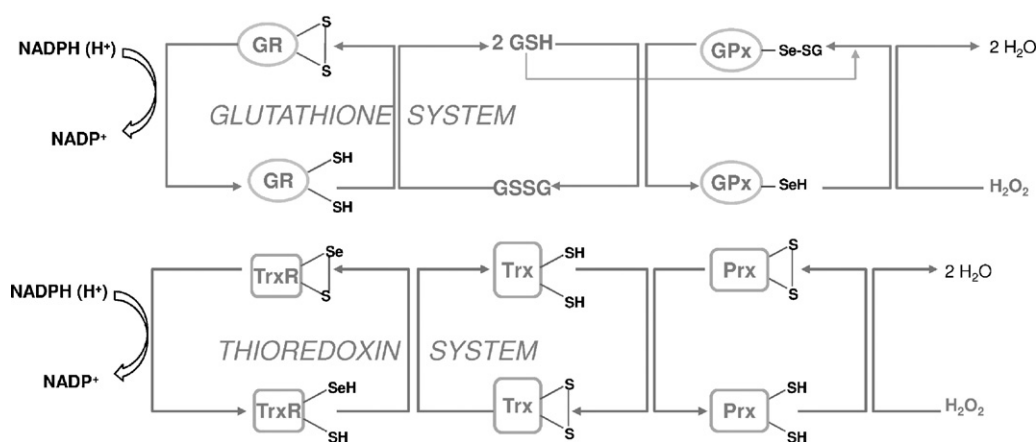 NADPH (H⁺)
GR
S
S
2 GSH
GPx
Se-SG
2 H₂O
GLUTATHIONE SYSTEM
NADP⁺
GR
SH
SH
GSSG
GPx
SeH
H₂O₂
NADPH (H⁺)
TrxR
Se
S
Trx
SH
SH
Prx
S
S
2 H₂O
THIOREDOXIN SYSTEM
NADP⁺
TrxR
SeH
SH
Trx
S
S
Prx
SH
SH
H₂O₂